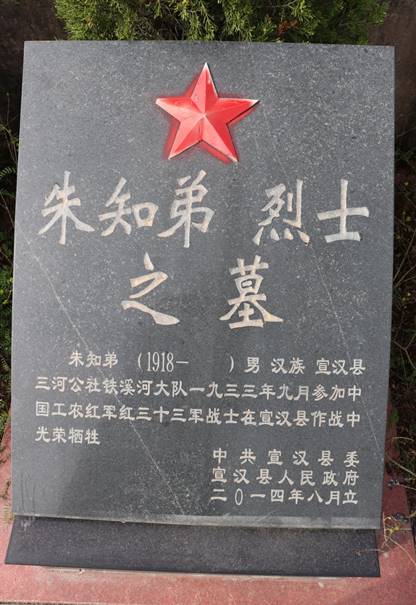 朱知弟 烈士
之墓
朱知弟 （1918— ）男 汉族 宣汉县
三河公社铁溪河大队一九三三年九月参加中
国工农红军红三十三军战士在宣汉县作战中
光荣牺牲
中共宣汉县委
宣汉县人民政府
二〇一四年八月立